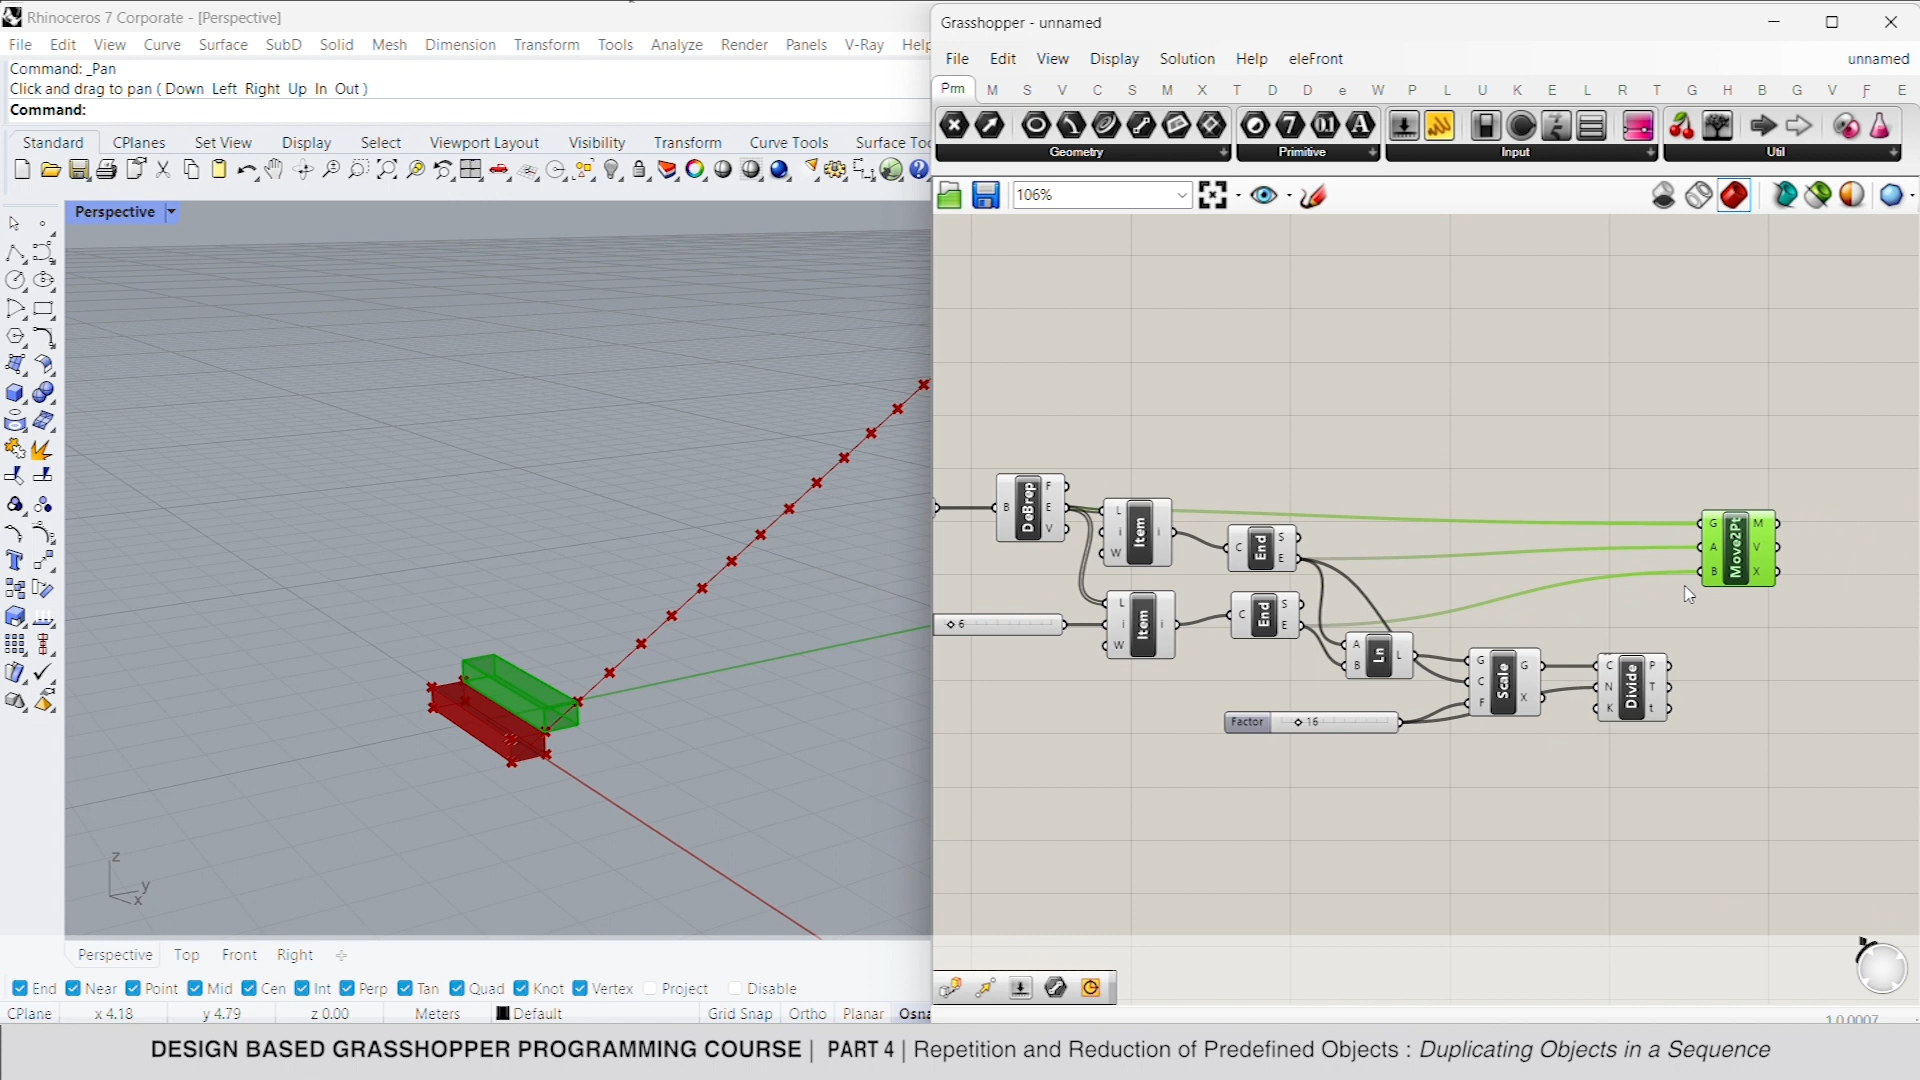 Rhinoceros 7 Corporate - [Perspective]
File Edit View Curve Surface SubD Solid Mesh Dimension Transform Tools Analyze Render Panels V-Ray Help
Command: _Pan
Click and drag to pan ( Down Left Right Up In Out )
Command:
Standard CPlanes Set View Display Select Viewport Layout Visibility Transform Curve Tools Surface Too
Perspective
z
y
x
Perspective Top Front Right
End Near Point Mid Cen Int Perp Tan Quad Knot Vertex Project Disable
CPlane x 4.18 y 4.79 z 0.00 Meters Default Grid Snap Ortho Planar Osna
Grasshopper - unnamed
File Edit View Display Solution Help eleFront unnamed
Prm M S V C S M X T D D e W P L U K E L R T G H B G V F E
Geometry Primitive Input Util
106%
B DeBrep F E V
L i W Item i
C End S E
G A B Move2Pt M V X
6
L i W Item i
C End S E
A B Ln L
G C F Scale G X
C N K Divide P T t
Factor 16
1.0.0007
DESIGN BASED GRASSHOPPER PROGRAMMING COURSE | PART 4 | Repetition and Reduction of Predefined Objects : Duplicating Objects in a Sequence